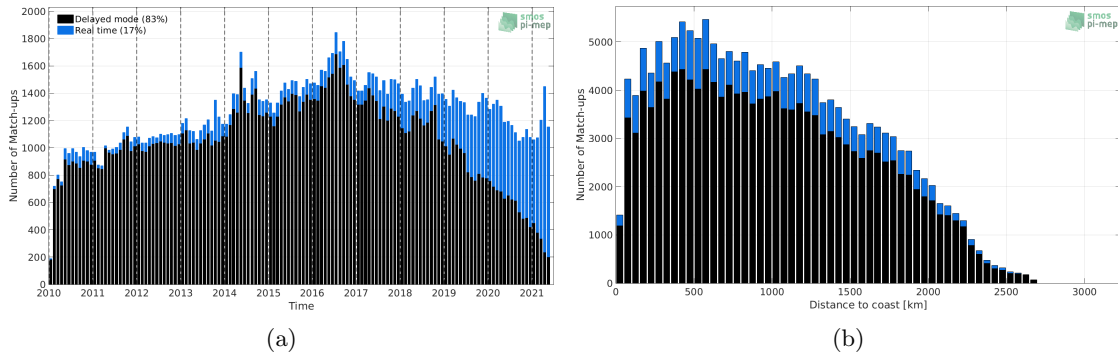 Delayed mode (83%)
Real time (17%)
smos
pi-mep
Number of Match-ups
2000
1800
1600
1400
1200
1000
800
600
400
200
0
2010 2011 2012 2013 2014 2015 2016 2017 2018 2019 2020 2021
Time
(a)
smos
pi-mep
Number of Match-ups
5000
4000
3000
2000
1000
0
0 500 1000 1500 2000 2500 3000
Distance to coast [km]
(b)